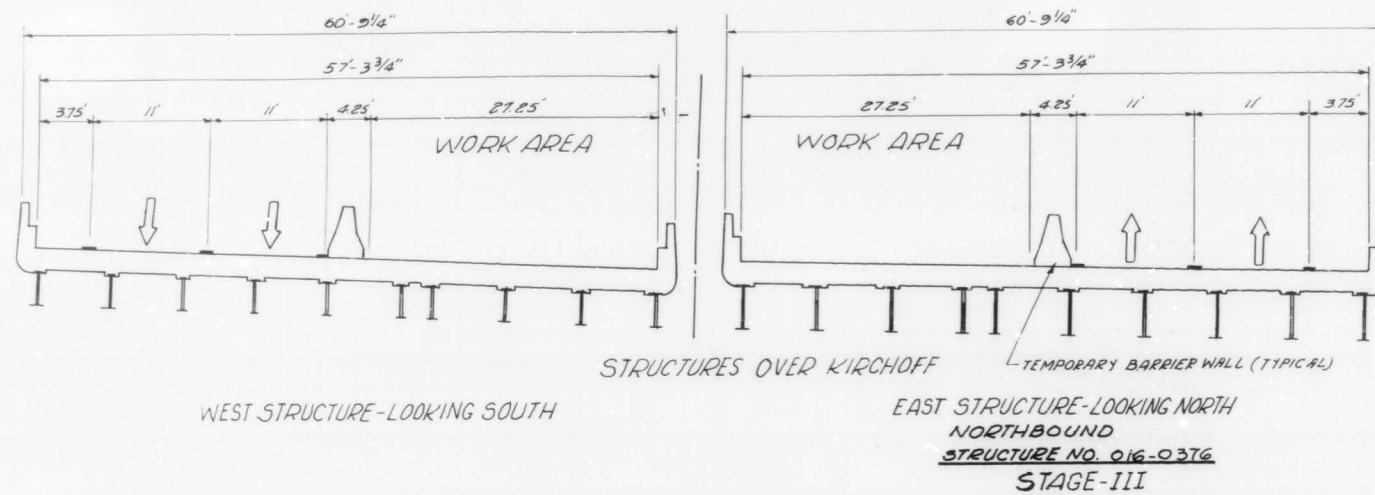 60'-9 1/4"
60'-9 1/4"
57'-3 3/4"
57'-3 3/4"
3.75' 11' 11' 4.25' 27.25'
27.25' 4.25' 11' 11' 3.75'
WORK AREA
WORK AREA
STRUCTURES OVER KIRCHOFF
TEMPORARY BARRIER WALL (TYPICAL)
WEST STRUCTURE-LOOKING SOUTH
EAST STRUCTURE-LOOKING NORTH
NORTHBOUND
STRUCTURE NO. 016-0376
STAGE-III